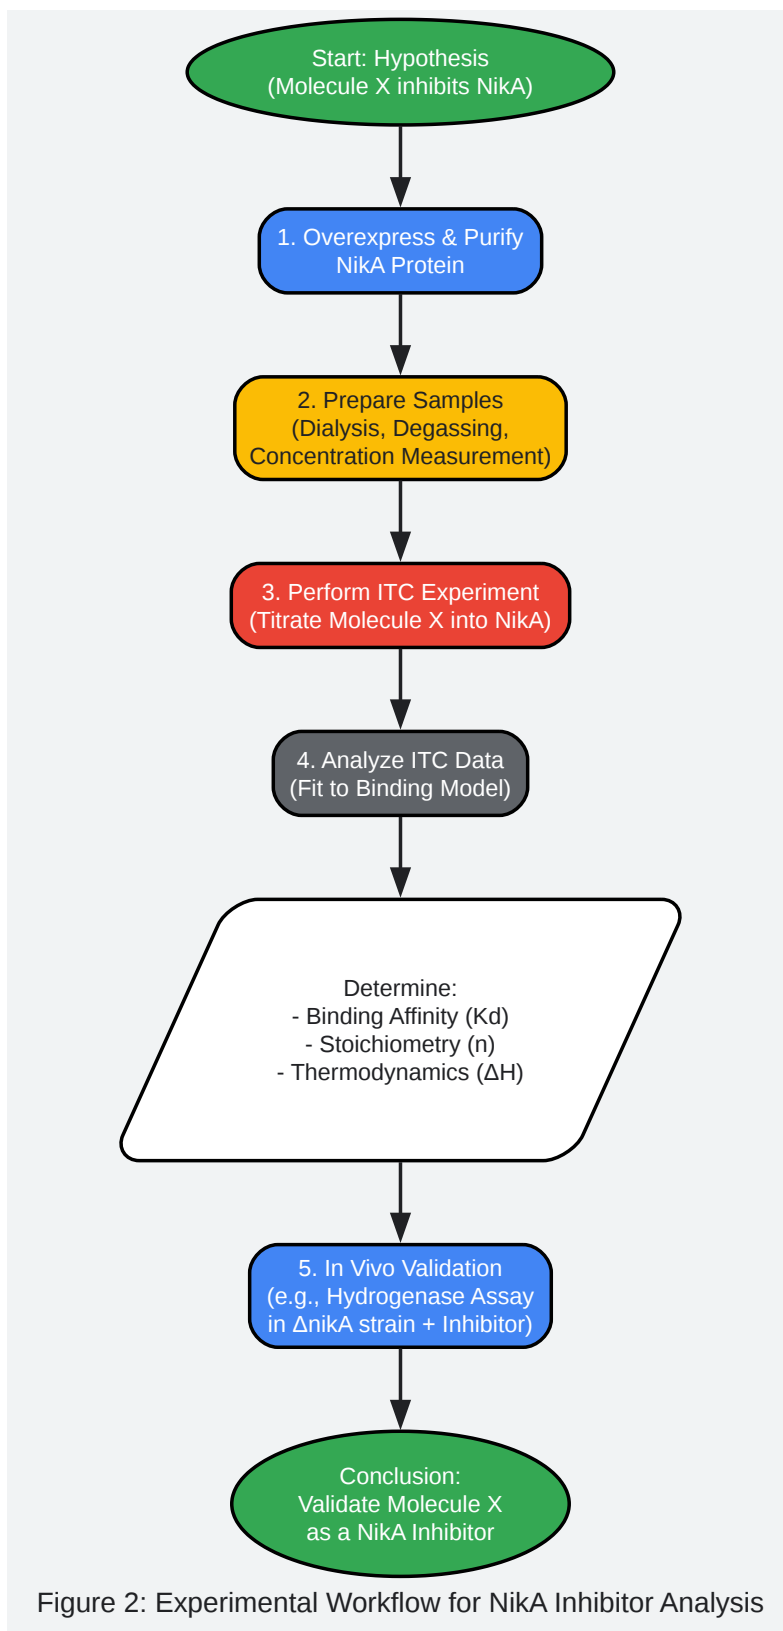 Start: Hypothesis
(Molecule X inhibits NikA)
1. Overexpress & Purify
NikA Protein
2. Prepare Samples
(Dialysis, Degassing,
Concentration Measurement)
3. Perform ITC Experiment
(Titrate Molecule X into NikA)
4. Analyze ITC Data
(Fit to Binding Model)
Determine:
- Binding Affinity (Kd)
- Stoichiometry (n)
- Thermodynamics (ΔH)
5. In Vivo Validation
(e.g., Hydrogenase Assay
in ΔnikA strain + Inhibitor)
Conclusion:
Validate Molecule X
as a NikA Inhibitor
Figure 2: Experimental Workflow for NikA Inhibitor Analysis